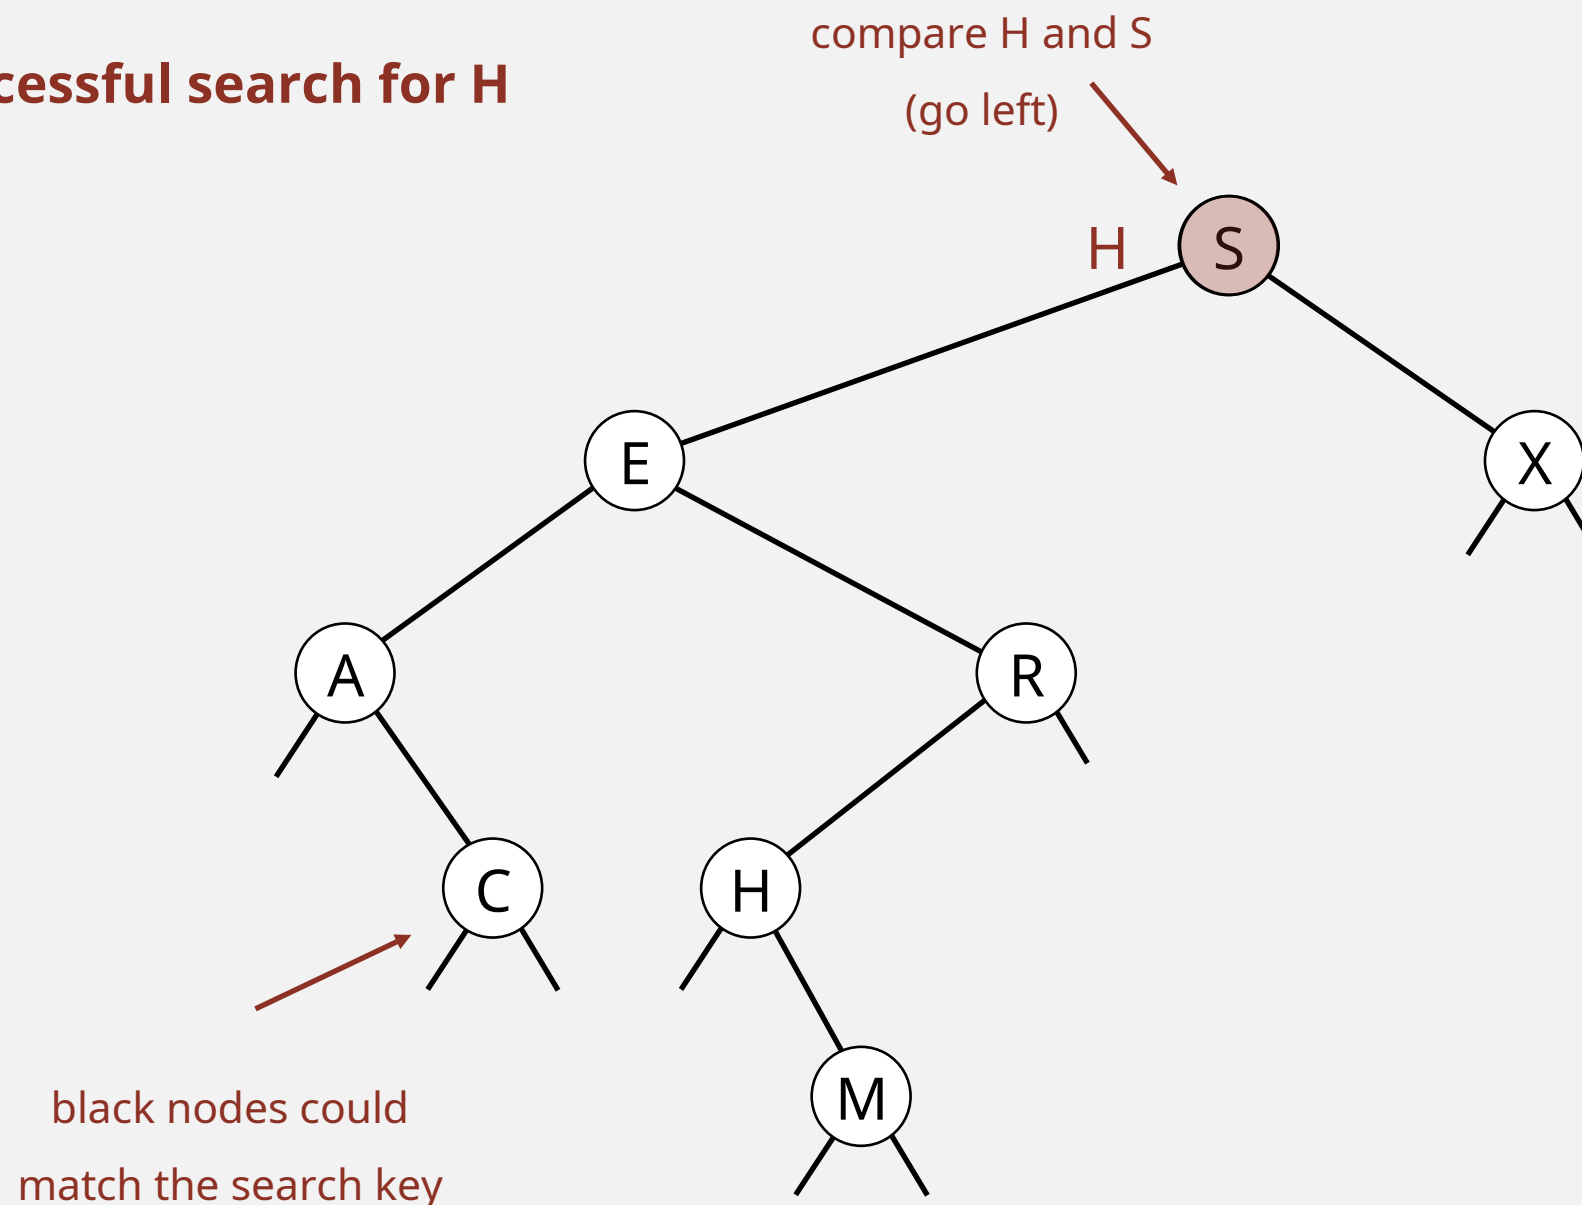 compare H and S
cessful search for H
(go left)
H S
E X
A R
C H
M
black nodes could
match the search key